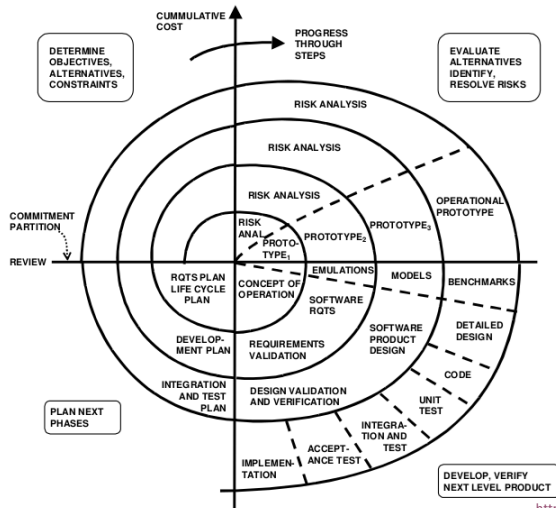 CUMMULATIVE
COST
PROGRESS
THROUGH
STEPS
DETERMINE
OBJECTIVES,
ALTERNATIVES,
CONSTRAINTS
EVALUATE
ALTERNATIVES
IDENTIFY,
RESOLVE RISKS
RISK ANALYSIS
RISK ANALYSIS
RISK ANALYSIS
RISK
ANAL.
PROTO-
TYPE1
PROTOTYPE2
PROTOTYPE3
OPERATIONAL
PROTOTYPE
COMMITMENT
PARTITION
REVIEW
RQTS PLAN
LIFE CYCLE
PLAN
CONCEPT OF
OPERATION
EMULATIONS
MODELS
BENCHMARKS
SOFTWARE
RQTS
SOFTWARE
PRODUCT
DESIGN
DETAILED
DESIGN
DEVELOP-
MENT PLAN
REQUIREMENTS
VALIDATION
CODE
INTEGRATION
AND TEST
PLAN
DESIGN VALIDATION
AND VERIFICATION
UNIT
TEST
PLAN NEXT
PHASES
INTEGRA-
TION AND
TEST
ACCEPT-
ANCE TEST
IMPLEMEN-
TATION
DEVELOP, VERIFY
NEXT LEVEL PRODUCT